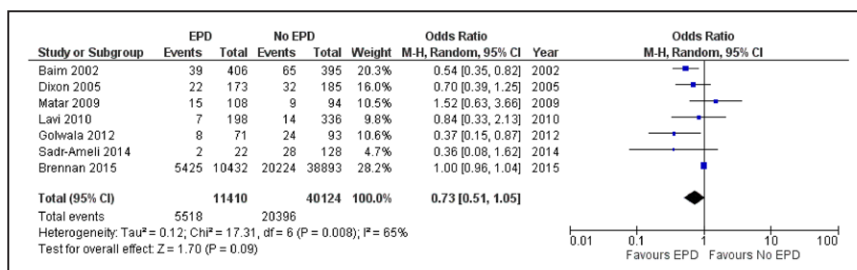 EPD No EPD Odds Ratio Odds Ratio
Study or Subgroup Events Total Events Total Weight M-H, Random, 95% CI Year M-H, Random, 95% CI
Baim 2002 39 406 65 395 20.3% 0.54 [0.35, 0.82] 2002
Dixon 2005 22 173 32 185 16.0% 0.70 [0.39, 1.25] 2005
Matar 2009 15 108 9 94 10.5% 1.52 [0.63, 3.66] 2009
Lavi 2010 7 198 14 336 9.8% 0.84 [0.33, 2.13] 2010
Golwala 2012 8 71 24 93 10.6% 0.37 [0.15, 0.87] 2012
Sadr-Ameli 2014 2 22 28 128 4.7% 0.36 [0.08, 1.62] 2014
Brennan 2015 5425 10432 20224 38893 28.2% 1.00 [0.96, 1.04] 2015
Total (95% CI) 11410 40124 100.0% 0.73 [0.51, 1.05]
Total events 5518 20396
Heterogeneity: Tau² = 0.12; Chi² = 17.31, df = 6 (P = 0.008); I² = 65%
Test for overall effect: Z = 1.70 (P = 0.09)
0.01 0.1 1 10 100
Favours EPD Favours No EPD